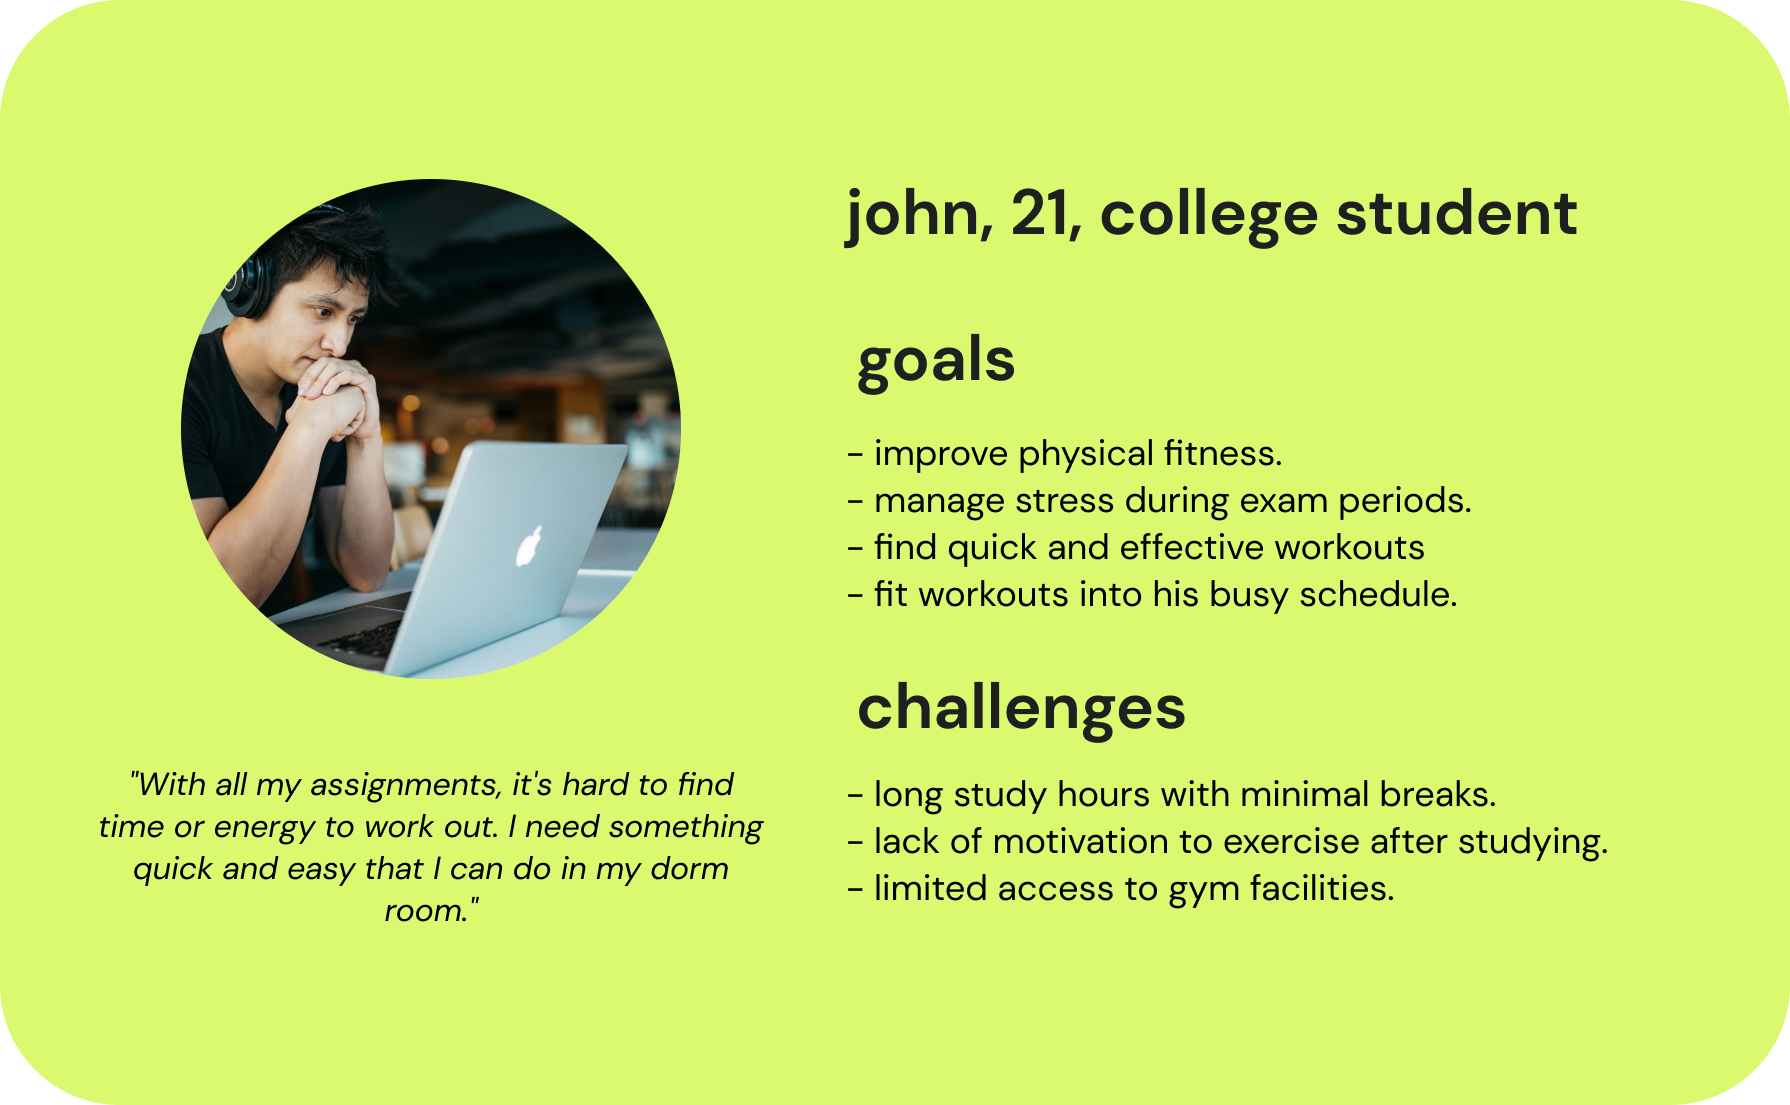 john, 21, college student
goals
- improve physical fitness.
- manage stress during exam periods.
- find quick and effective workouts
- fit workouts into his busy schedule.
challenges
- long study hours with minimal breaks.
- lack of motivation to exercise after studying.
- limited access to gym facilities.
"With all my assignments, it's hard to find
time or energy to work out. I need something
quick and easy that I can do in my dorm
room."